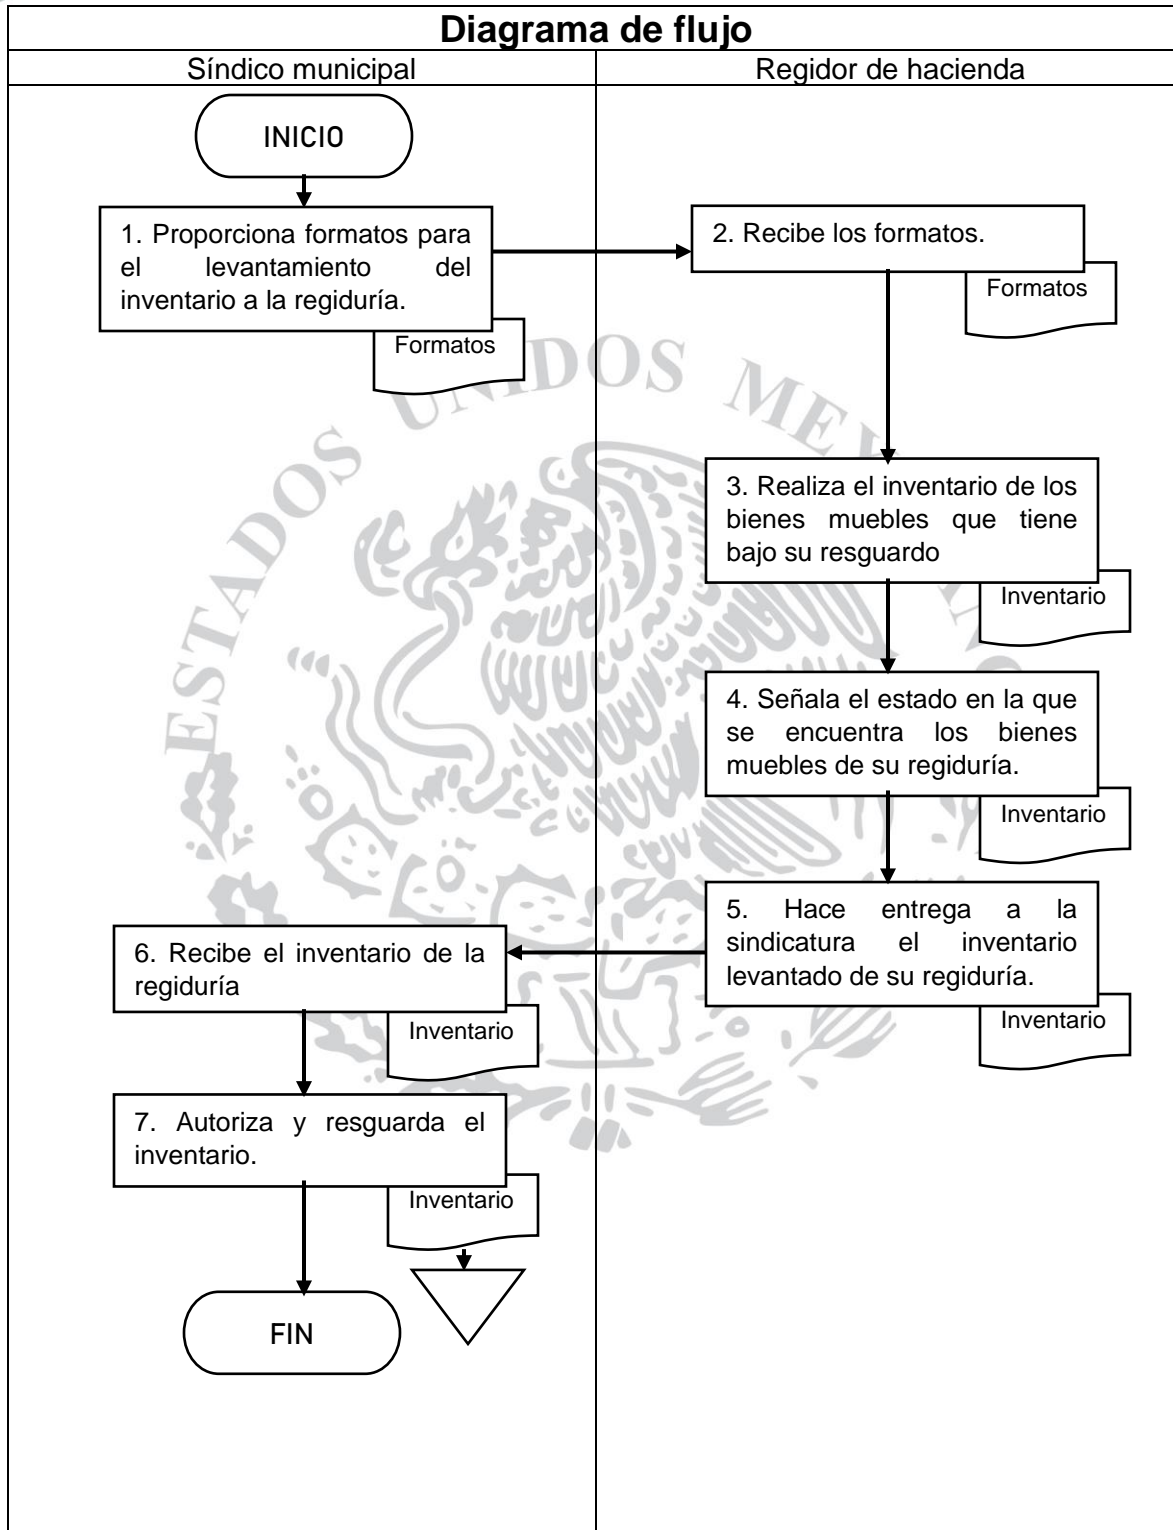 Diagrama de flujo
Síndico municipal
Regidor de hacienda
INICIO
1. Proporciona formatos para
el levantamiento del
inventario a la regiduría.
Formatos
2. Recibe los formatos.
Formatos
3. Realiza el inventario de los
bienes muebles que tiene
bajo su resguardo
Inventario
4. Señala el estado en la que
se encuentra los bienes
muebles de su regiduría.
Inventario
5. Hace entrega a la
sindicatura el inventario
levantado de su regiduría.
Inventario
6. Recibe el inventario de la
regiduría
Inventario
7. Autoriza y resguarda el
inventario.
Inventario
FIN
ESTADOS UNIDOS MEX